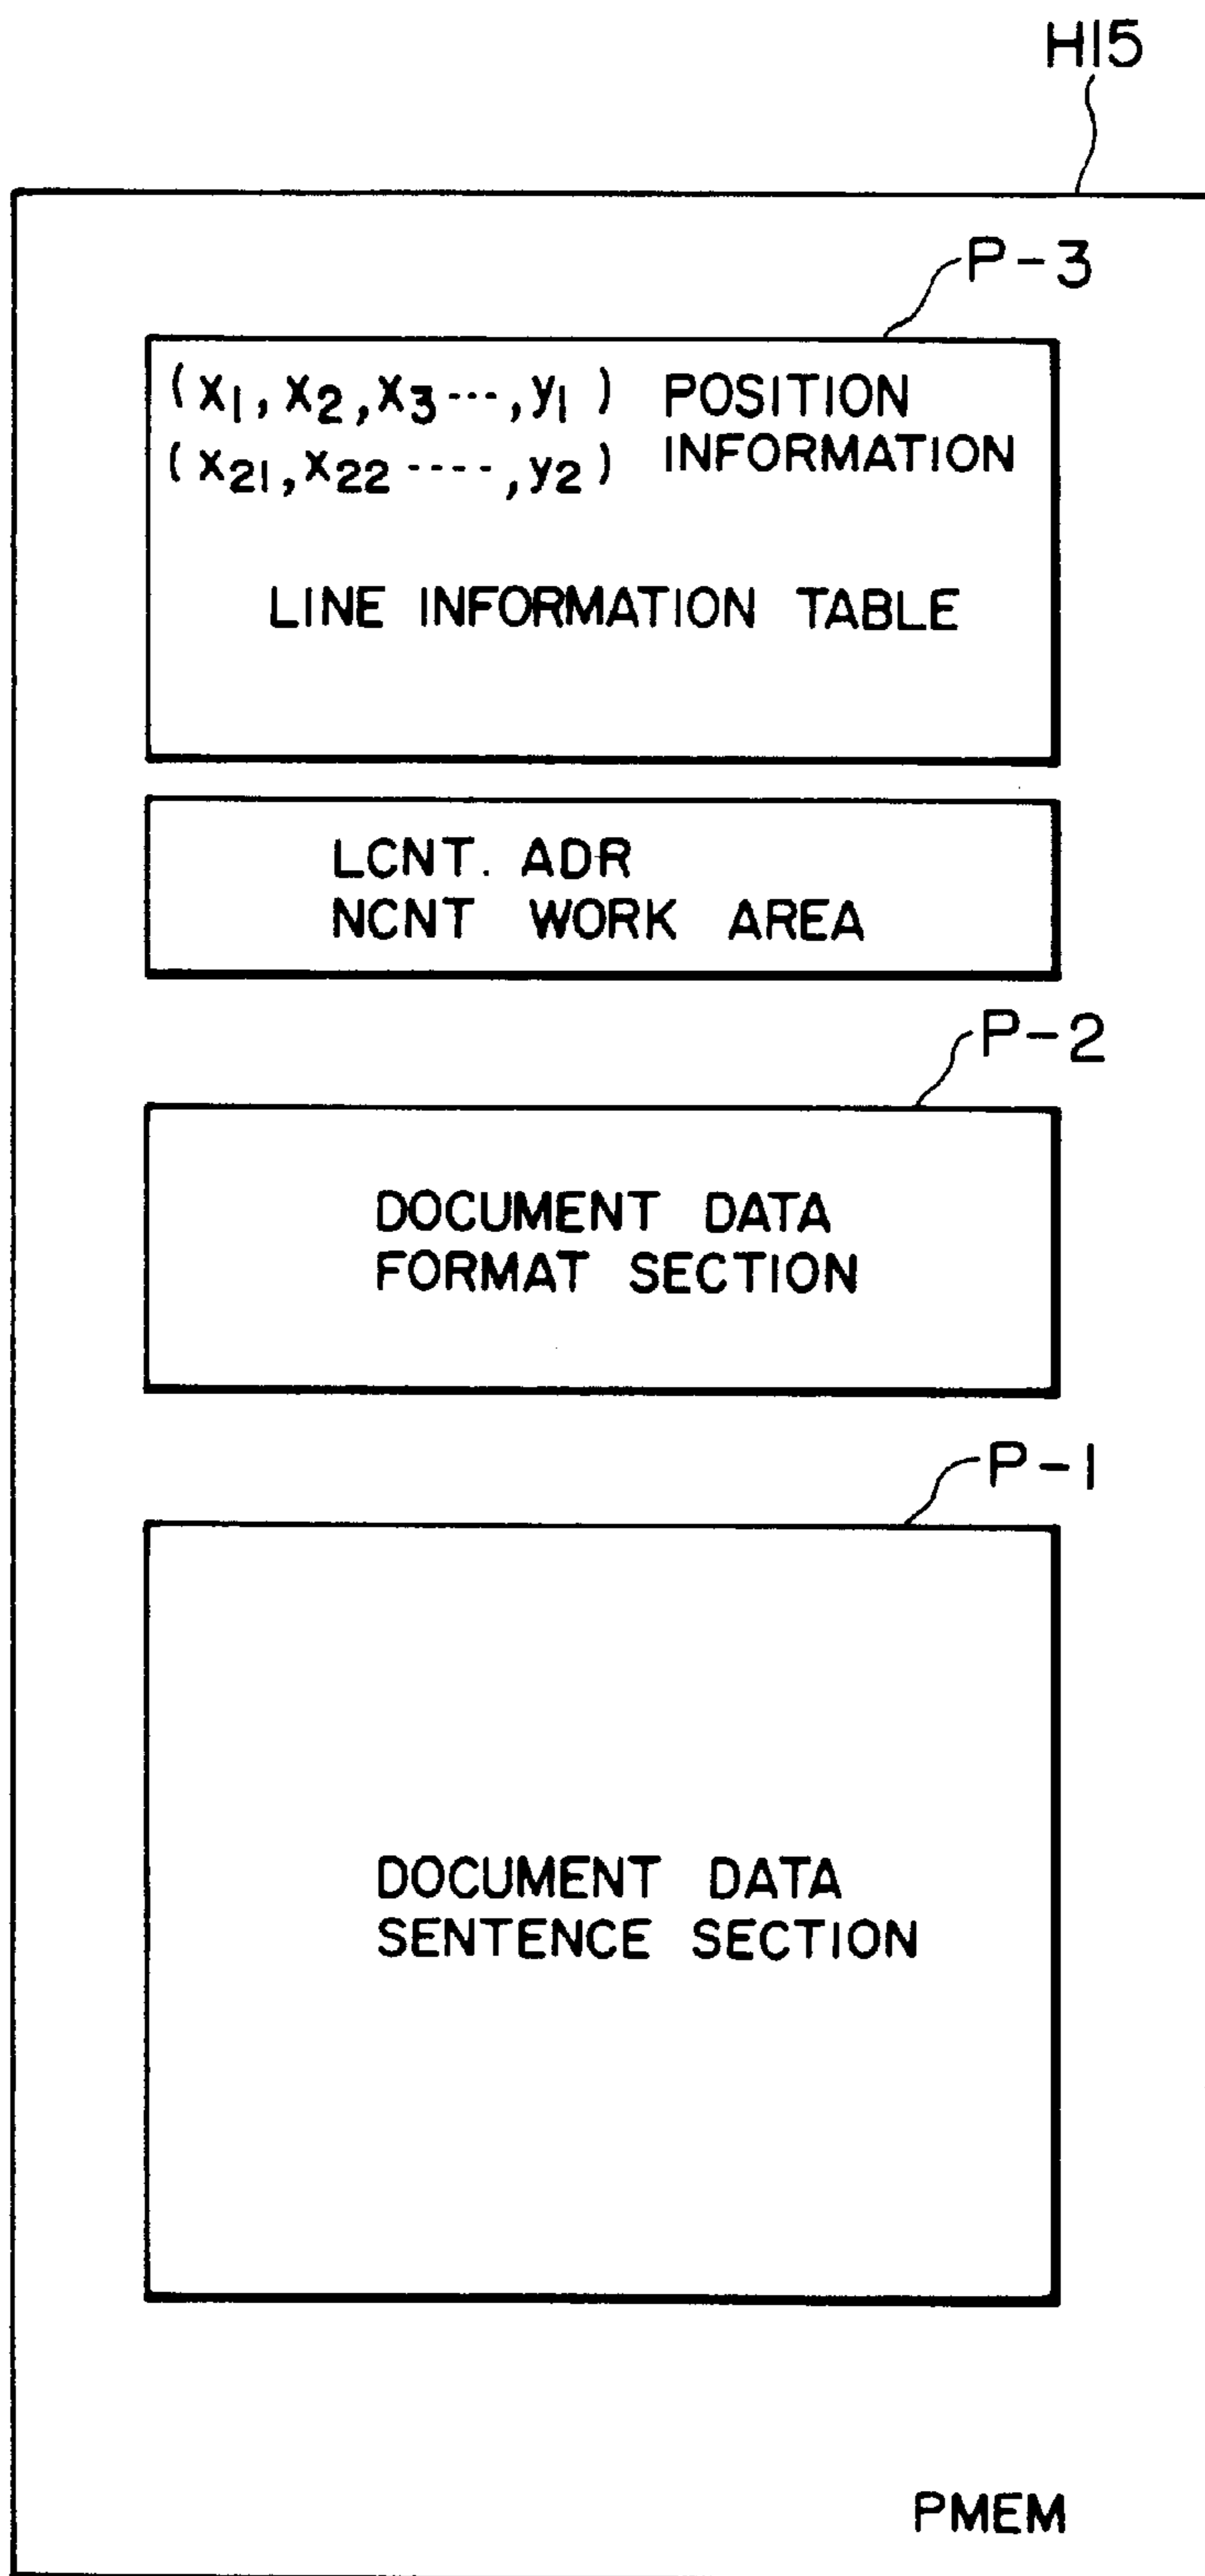 H15
P-3
(x1, x2, x3 ---, y1) POSITION
(x21, x22 ----, y2) INFORMATION
LINE INFORMATION TABLE
LCNT. ADR
NCNT WORK AREA
P-2
DOCUMENT DATA
FORMAT SECTION
P-1
DOCUMENT DATA
SENTENCE SECTION
PMEM